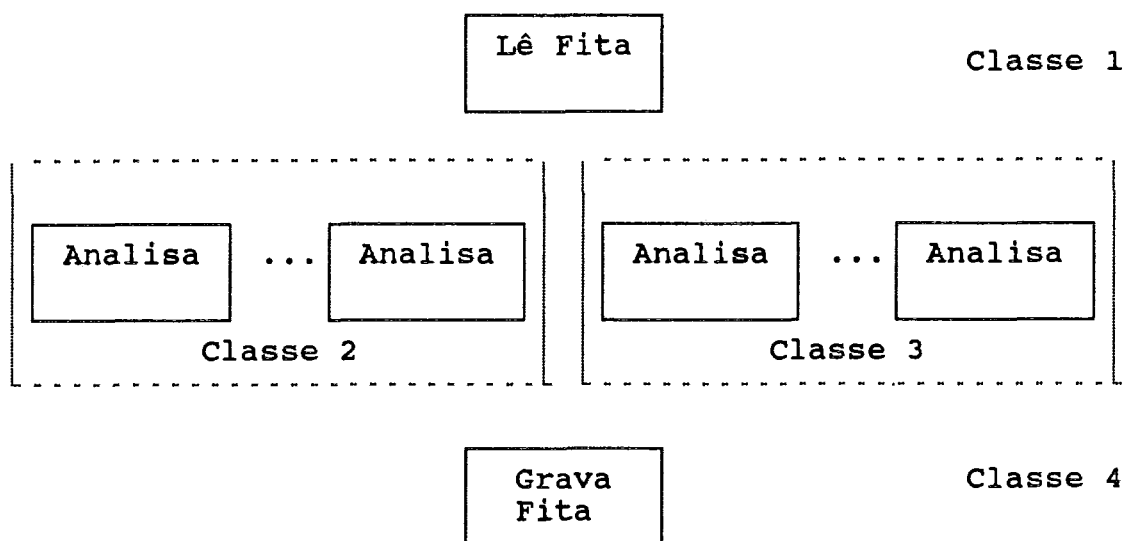 Lê Fita
Classe 1
Analisa ... Analisa
Analisa ... Analisa
Classe 2
Classe 3
Grava
Fita
Classe 4